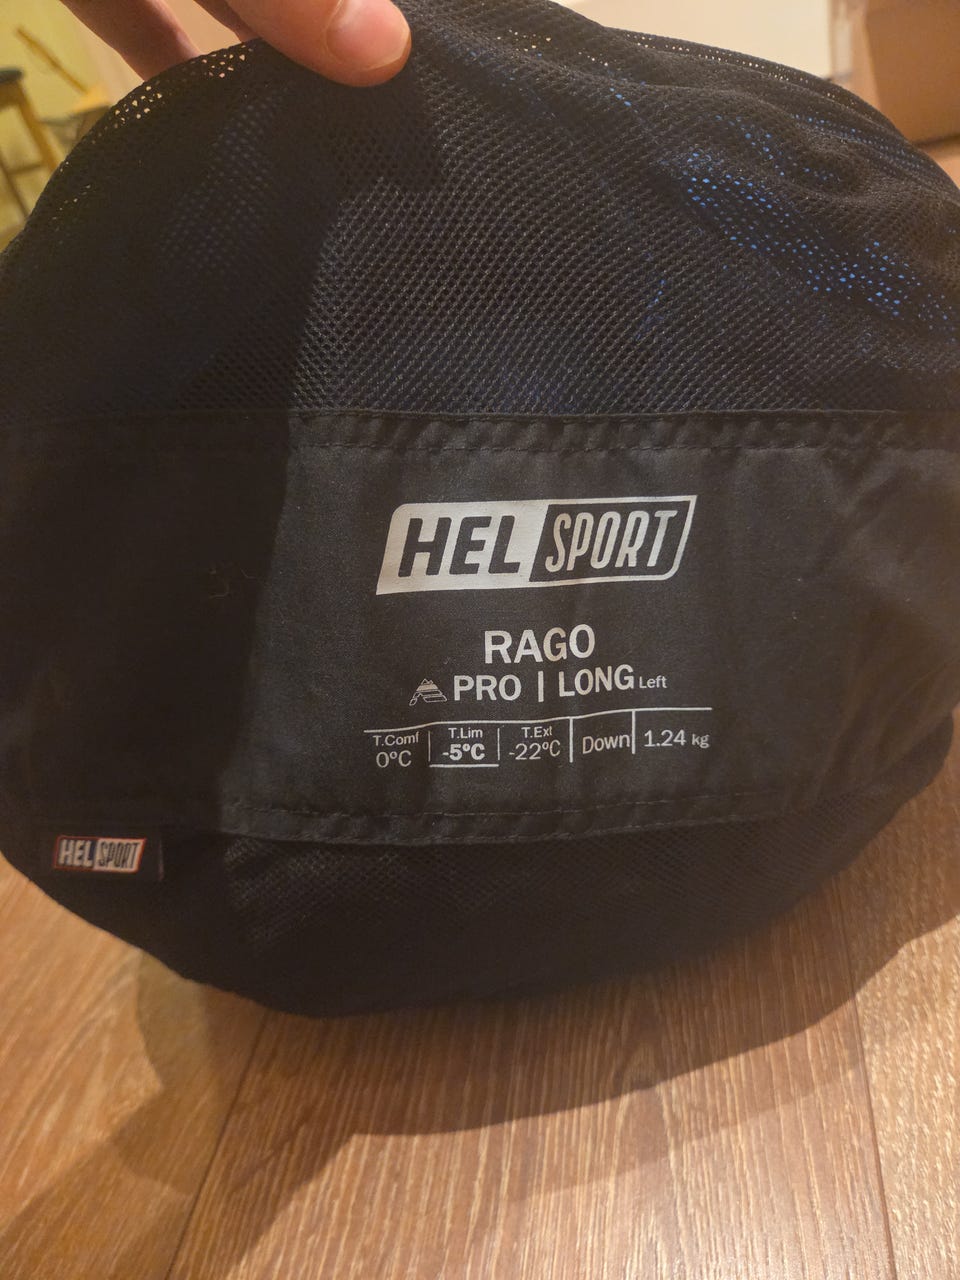 HEL SPORT
RAGO
PRO | LONG Left
T.Comf T.Lim T.Ext
0°C -5°C -22°C Down 1.24 kg
HEL SPORT